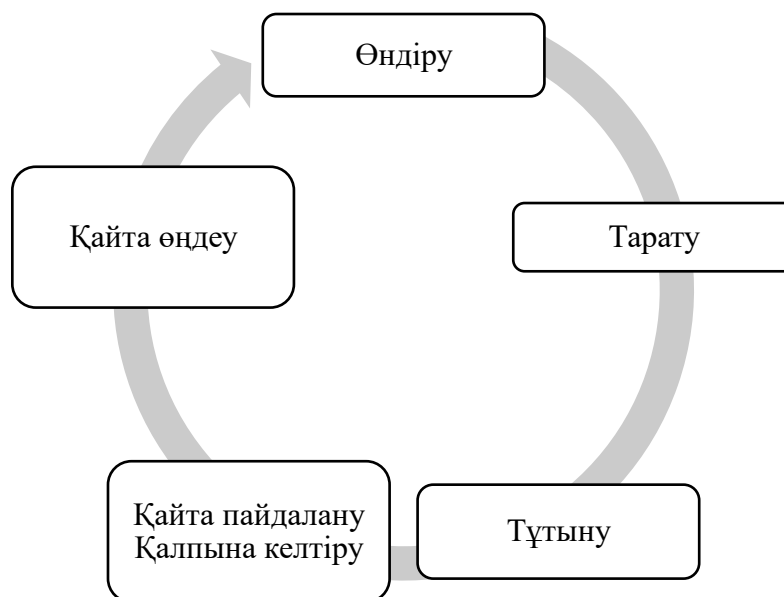 Өндіру
Тарату
Тұтыну
Қайта пайдалану
Қалпына келтіру
Қайта өңдеу